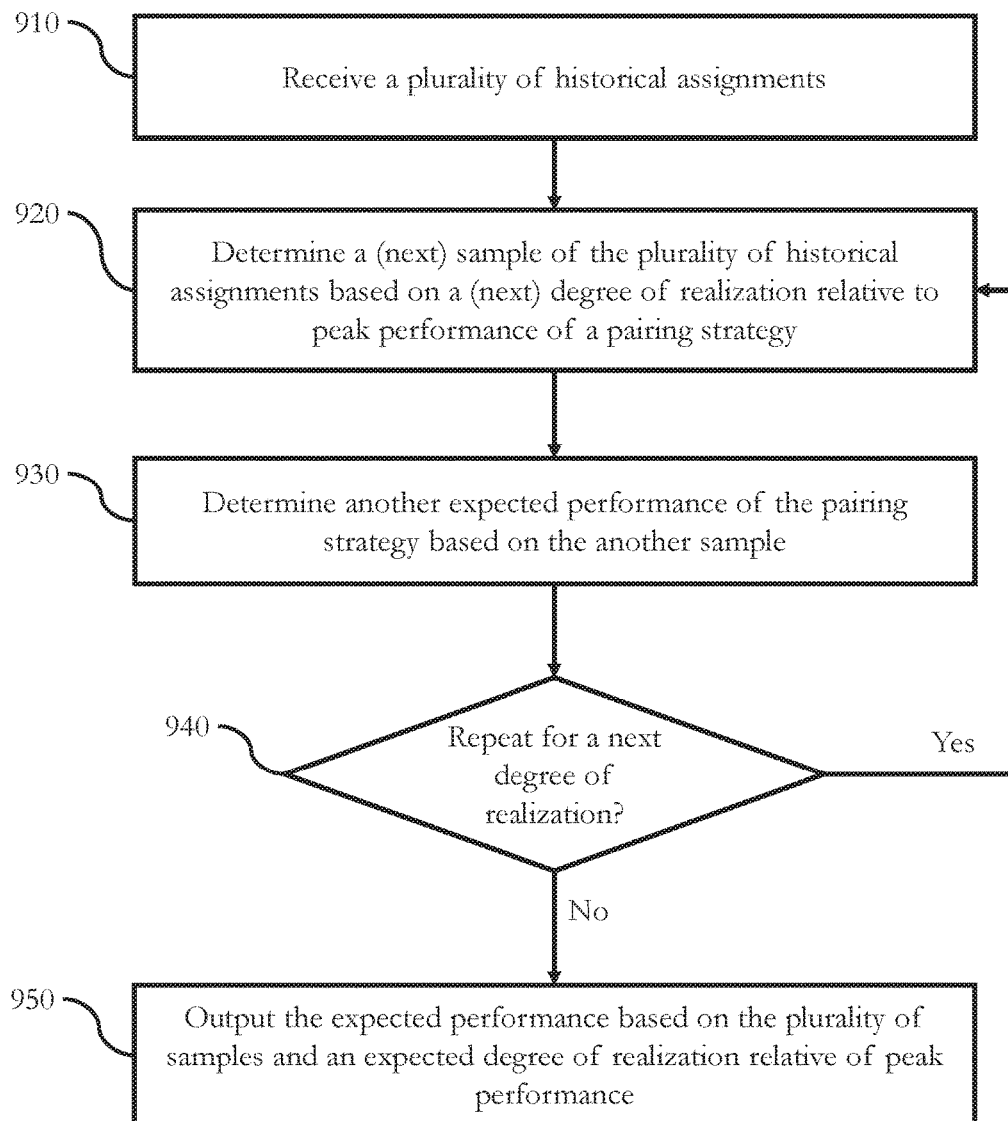 910
Receive a plurality of historical assignments
920
Determine a (next) sample of the plurality of historical
assignments based on a (next) degree of realization relative to
peak performance of a pairing strategy
930
Determine another expected performance of the pairing
strategy based on the another sample
940
Repeat for a next
degree of
realization?
Yes
No
950
Output the expected performance based on the plurality of
samples and an expected degree of realization relative of peak
performance